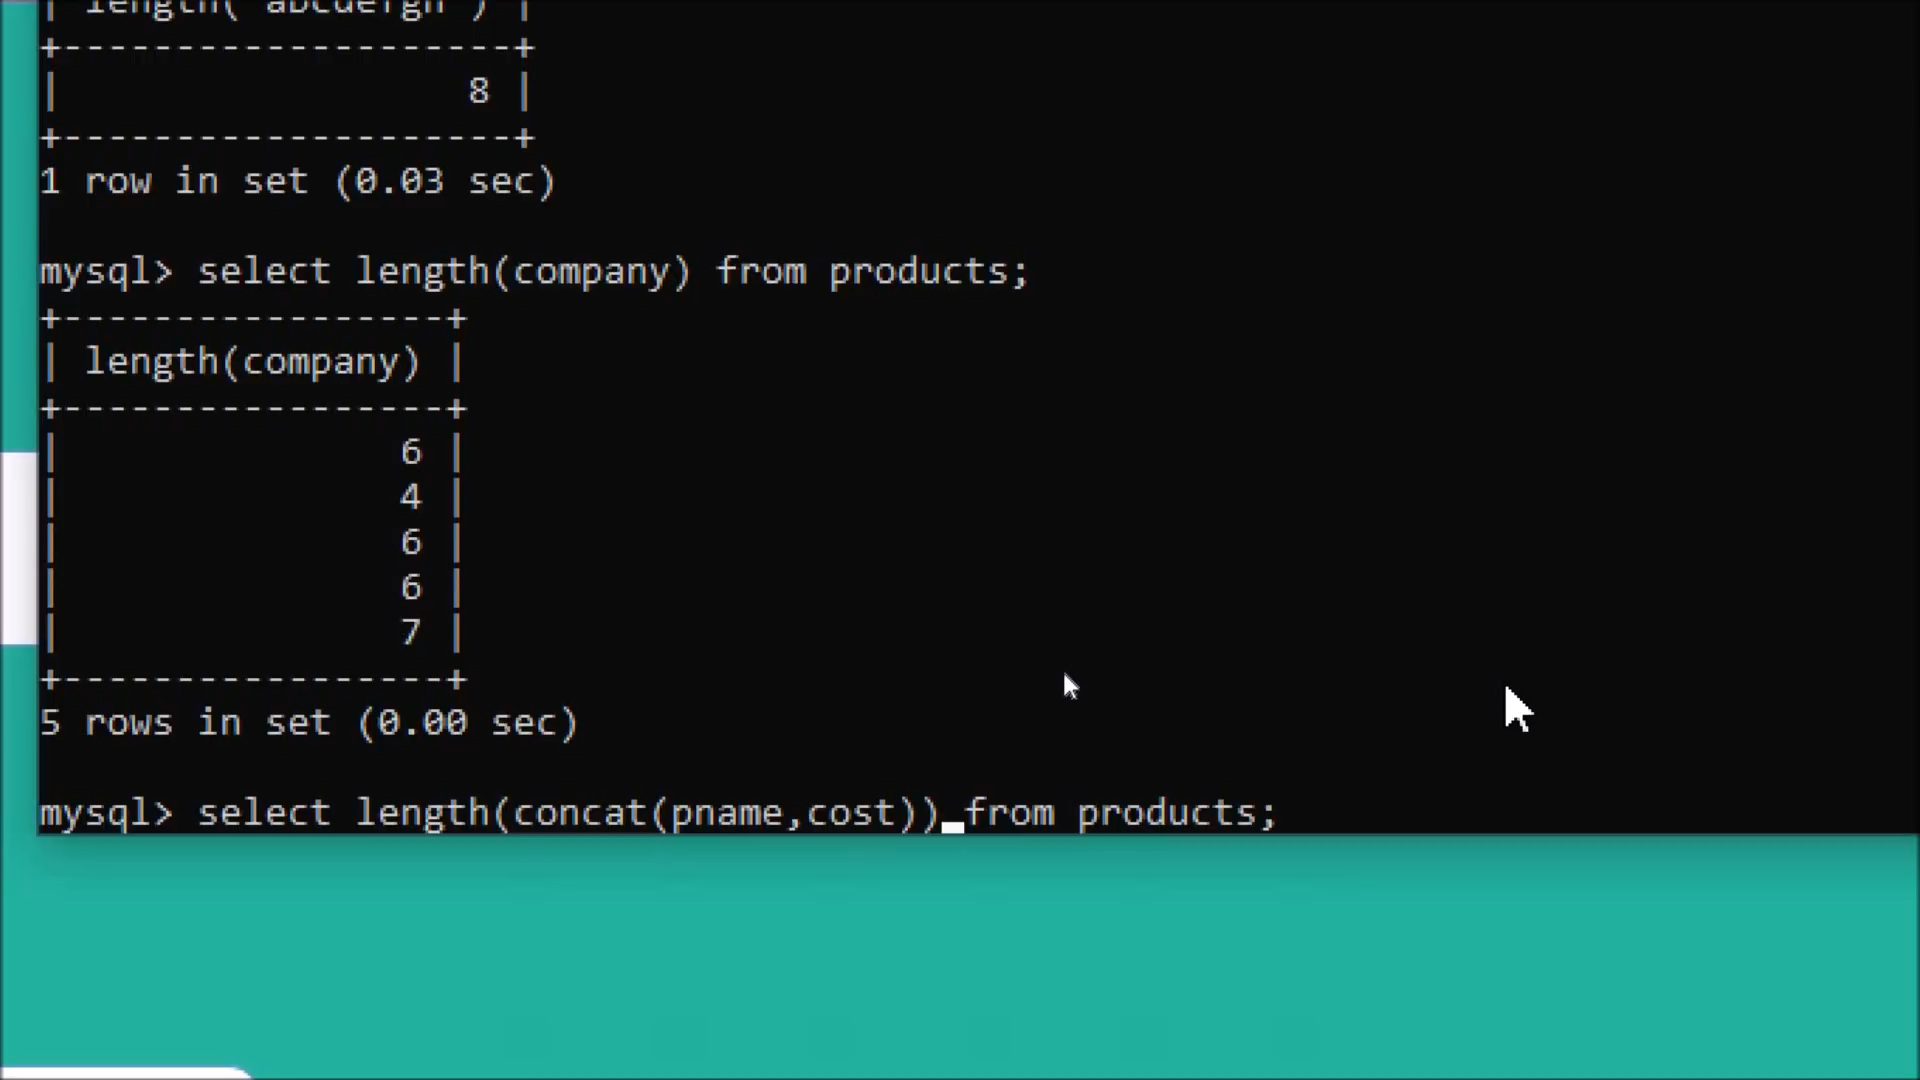 | length('abcdefgh') |
+--------------------+
|                  8 |
+--------------------+
1 row in set (0.03 sec)
mysql> select length(company) from products;
+-----------------+
| length(company) |
+-----------------+
|               6 |
|               4 |
|               6 |
|               6 |
|               7 |
+-----------------+
5 rows in set (0.00 sec)
mysql> select length(concat(pname,cost)) from products;